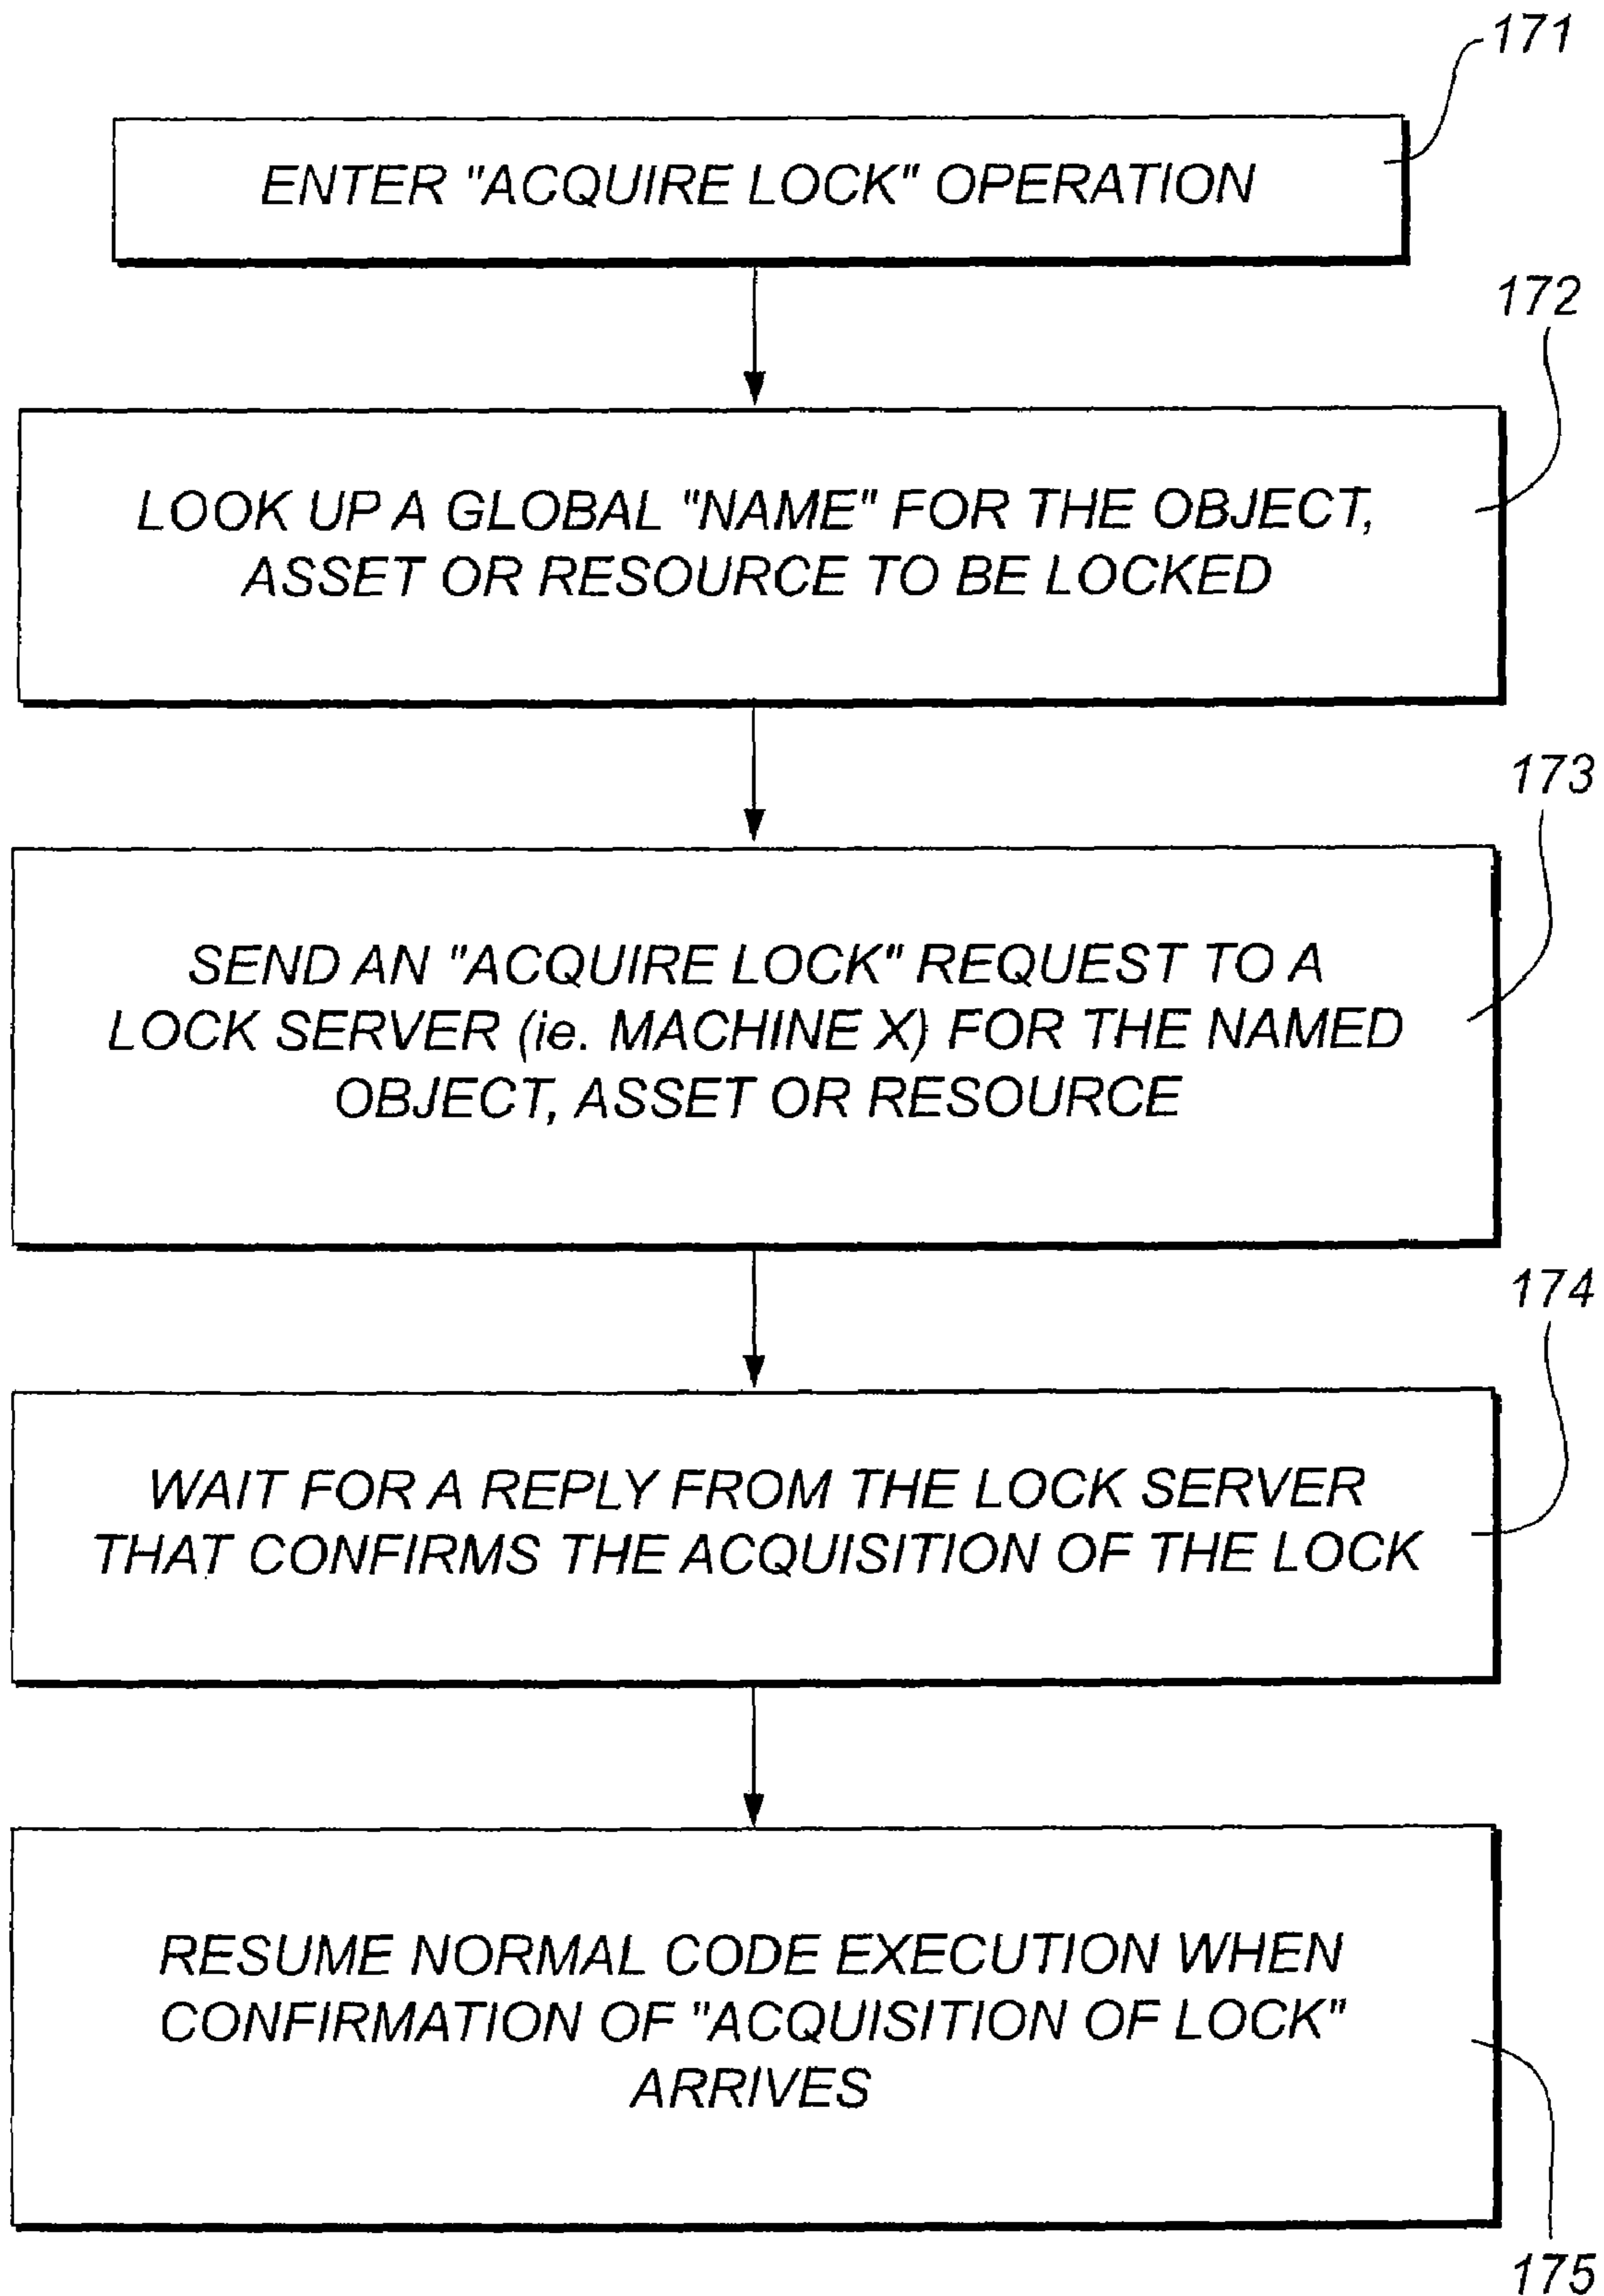 171
ENTER "ACQUIRE LOCK" OPERATION
172
LOOK UP A GLOBAL "NAME" FOR THE OBJECT,
ASSET OR RESOURCE TO BE LOCKED
173
SEND AN "ACQUIRE LOCK" REQUEST TO A
LOCK SERVER (ie. MACHINE X) FOR THE NAMED
OBJECT, ASSET OR RESOURCE
174
WAIT FOR A REPLY FROM THE LOCK SERVER
THAT CONFIRMS THE ACQUISITION OF THE LOCK
RESUME NORMAL CODE EXECUTION WHEN
CONFIRMATION OF "ACQUISITION OF LOCK"
ARRIVES
175